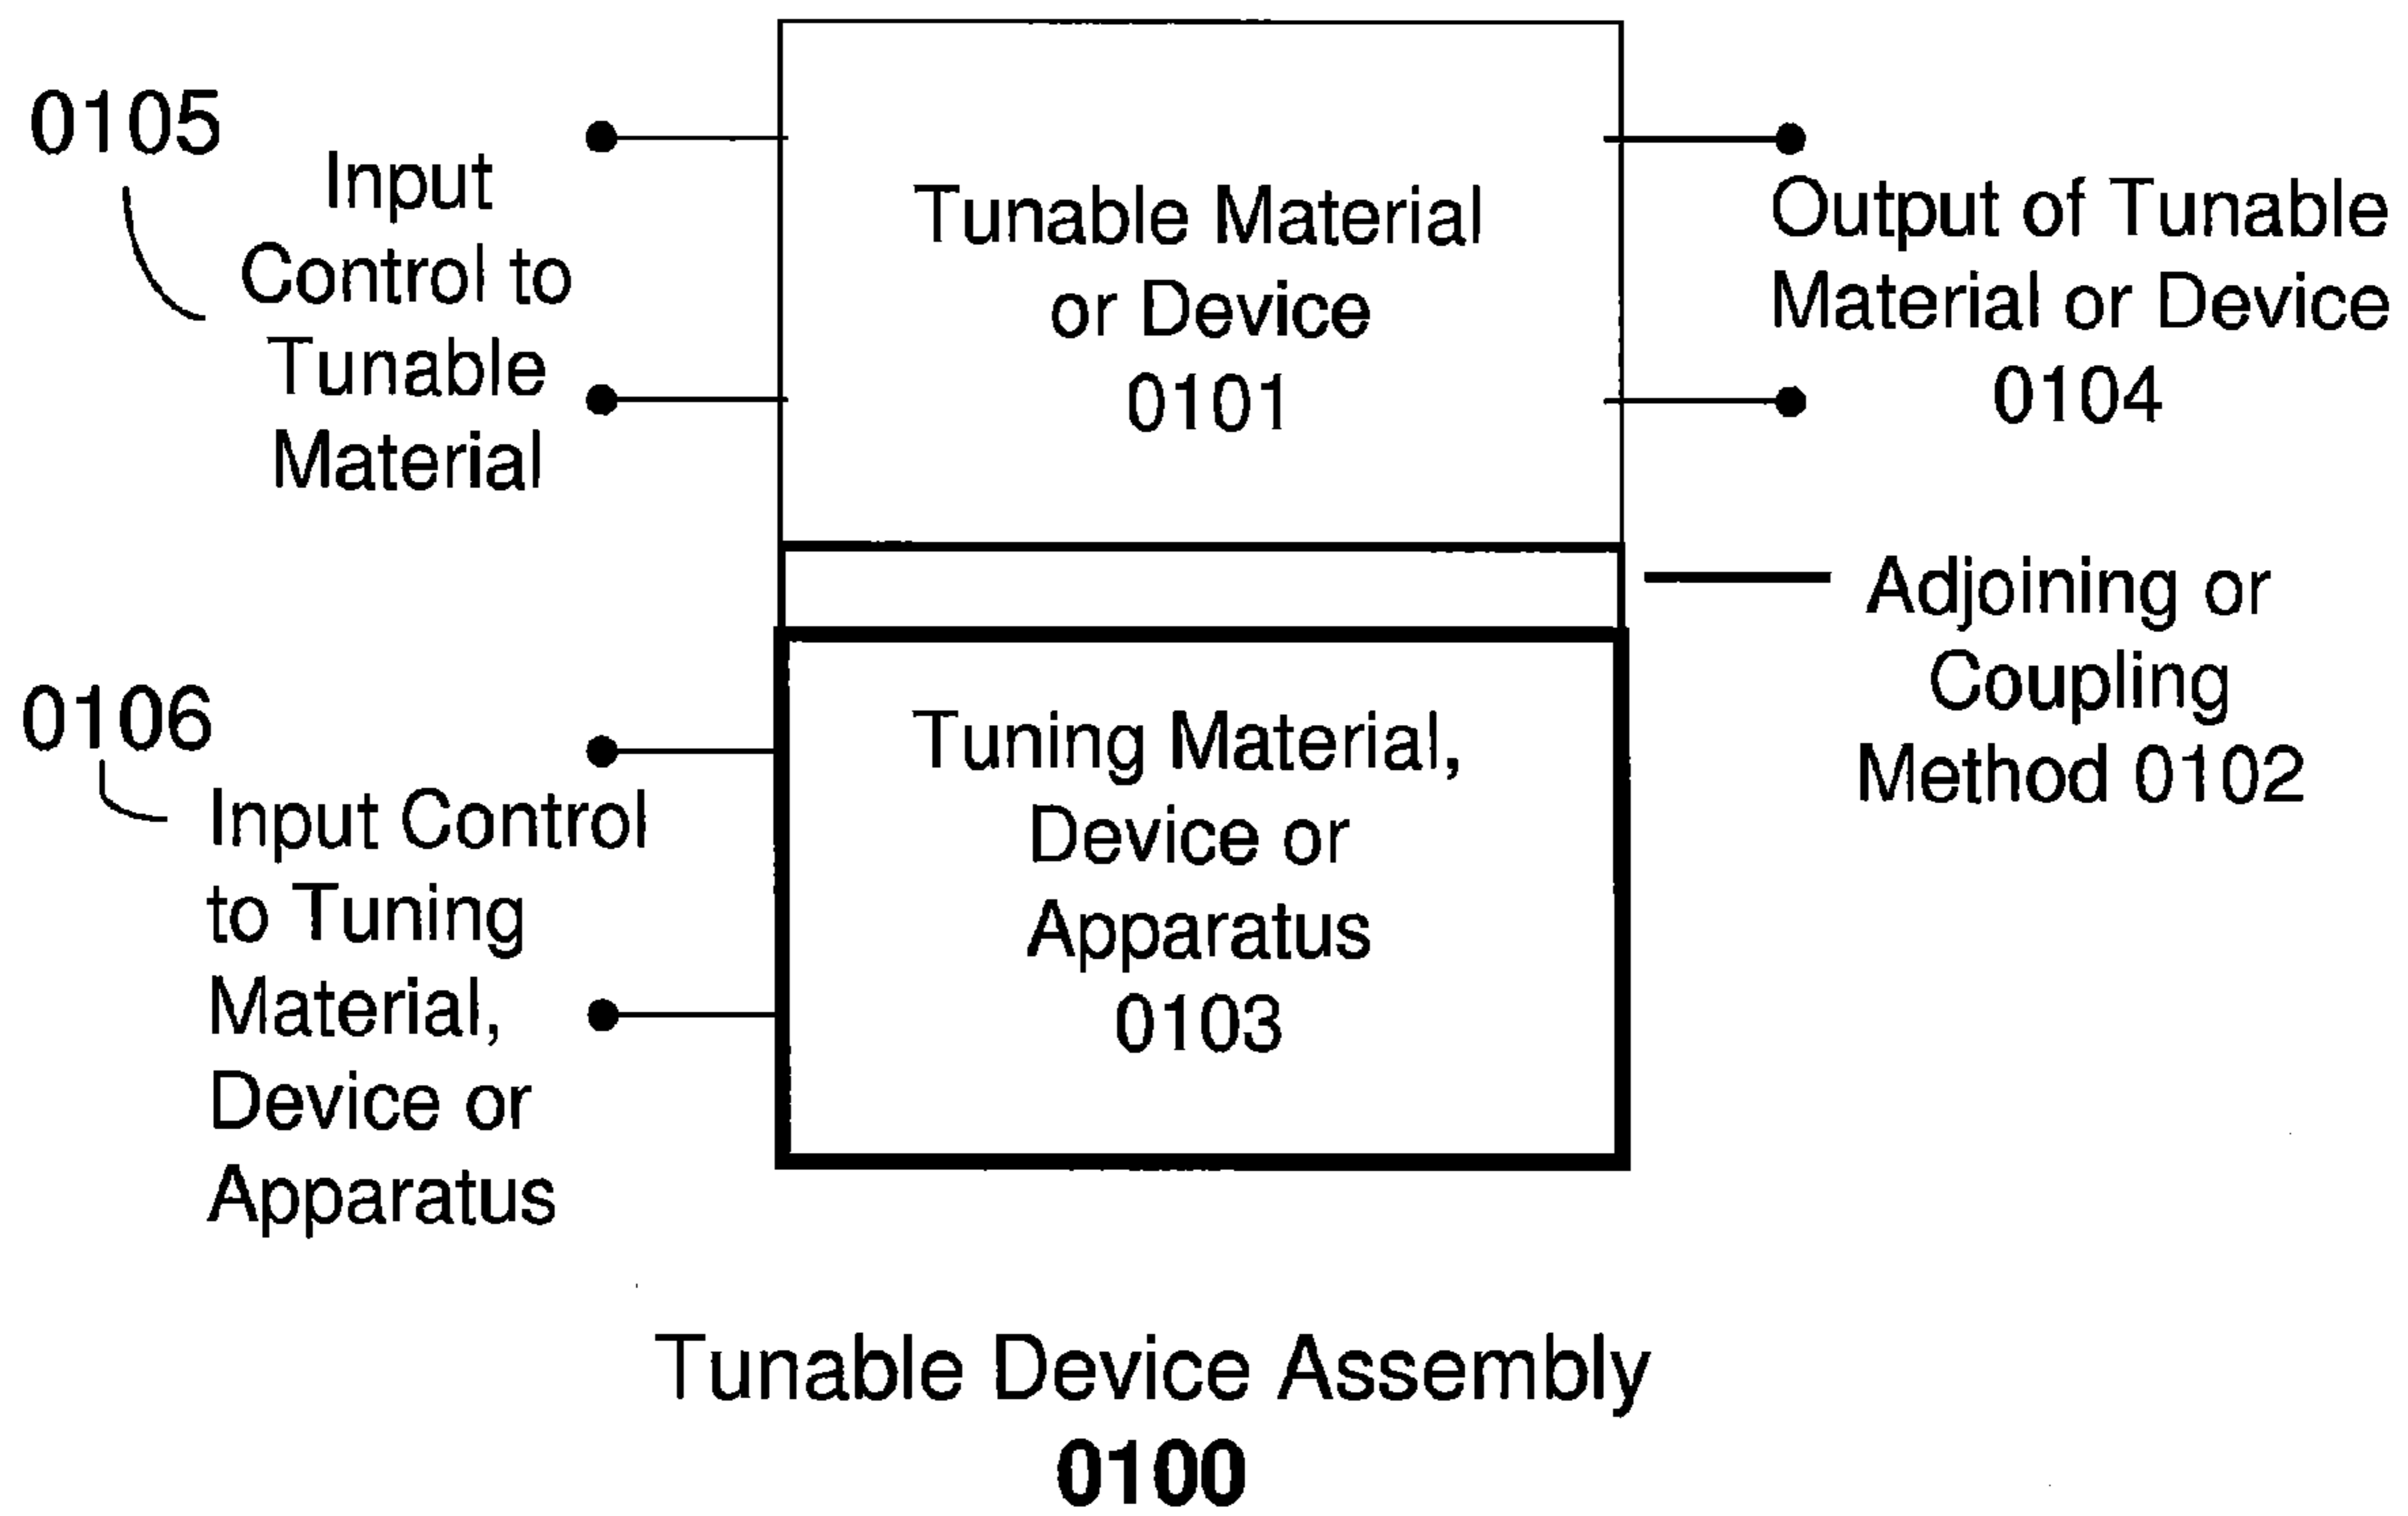 0105
Input
Control to
Tunable
Material
Tunable Material
or Device
0101
Output of Tunable
Material or Device
0104
Adjoining or
Coupling
Method 0102
0106
Input Control
to Tuning
Material,
Device or
Apparatus
Tuning Material,
Device or
Apparatus
0103
Tunable Device Assembly
0100